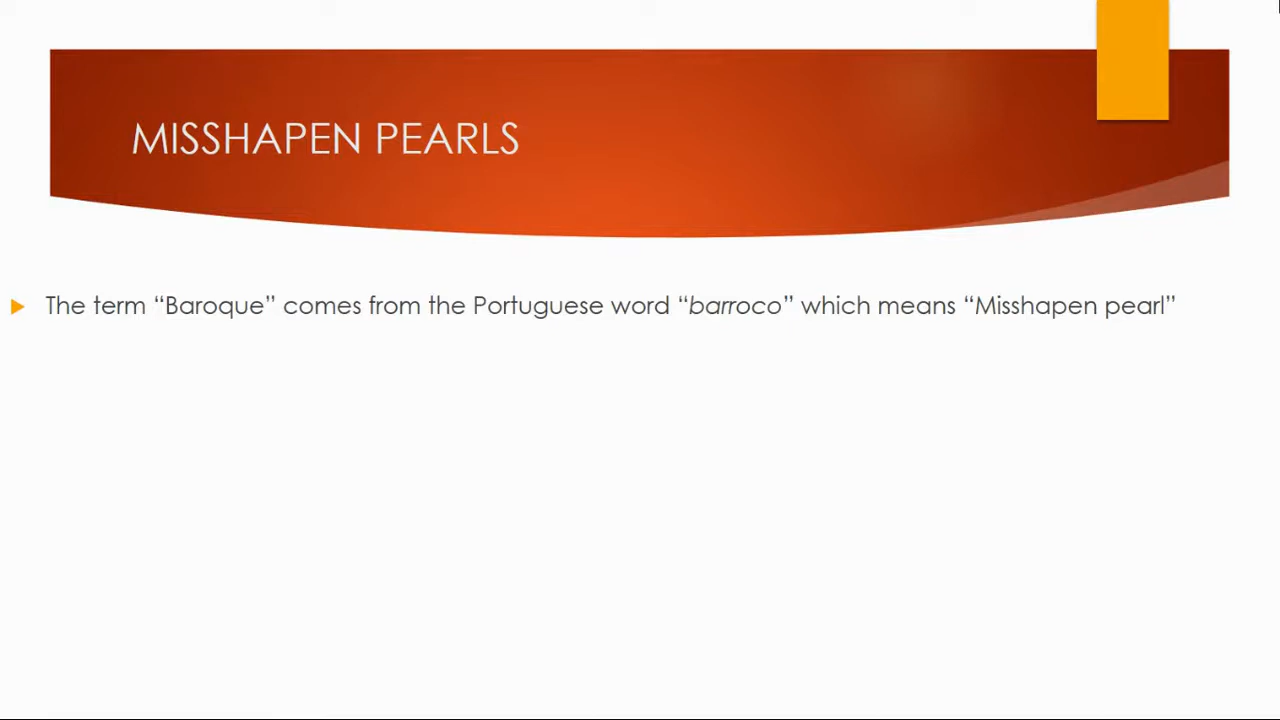 MISSHAPEN PEARLS
The term “Baroque” comes from the Portuguese word “barroco” which means “Misshapen pearl”